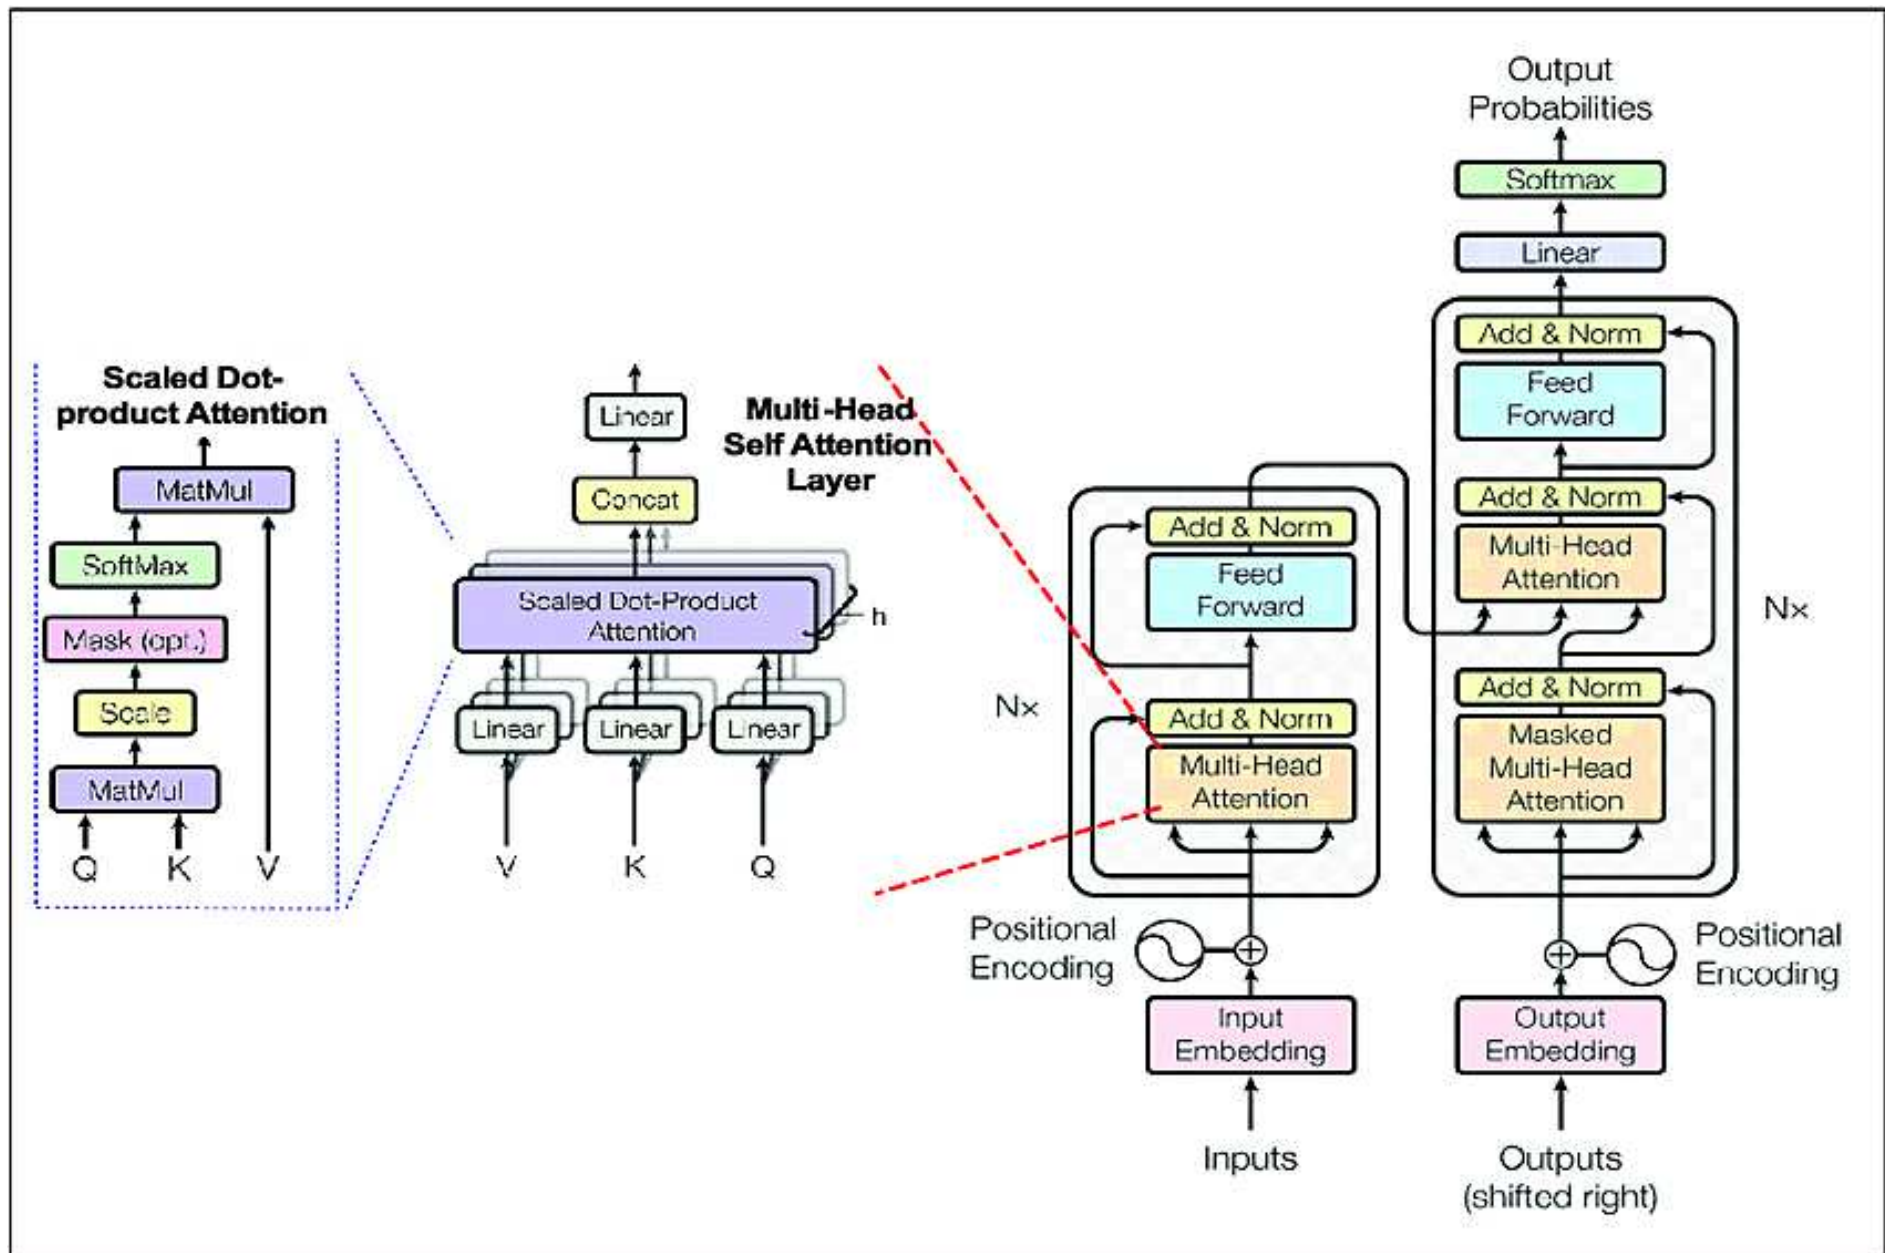 Scaled Dot-
product Attention
MatMul
SoftMax
Mask (opt.)
Scale
MatMul
Q
K
V
Linear
Multi-Head
Self Attention
Layer
Concat
Scaled Dot-Product
Attention
h
Linear
Linear
Linear
V
K
Q
Add & Norm
Feed
Forward
Nx
Add & Norm
Multi-Head
Attention
Positional
Encoding
Input
Embedding
Inputs
Output
Probabilities
Softmax
Linear
Add & Norm
Feed
Forward
Add & Norm
Multi-Head
Attention
Nx
Add & Norm
Masked
Multi-Head
Attention
Positional
Encoding
Output
Embedding
Outputs
(shifted right)